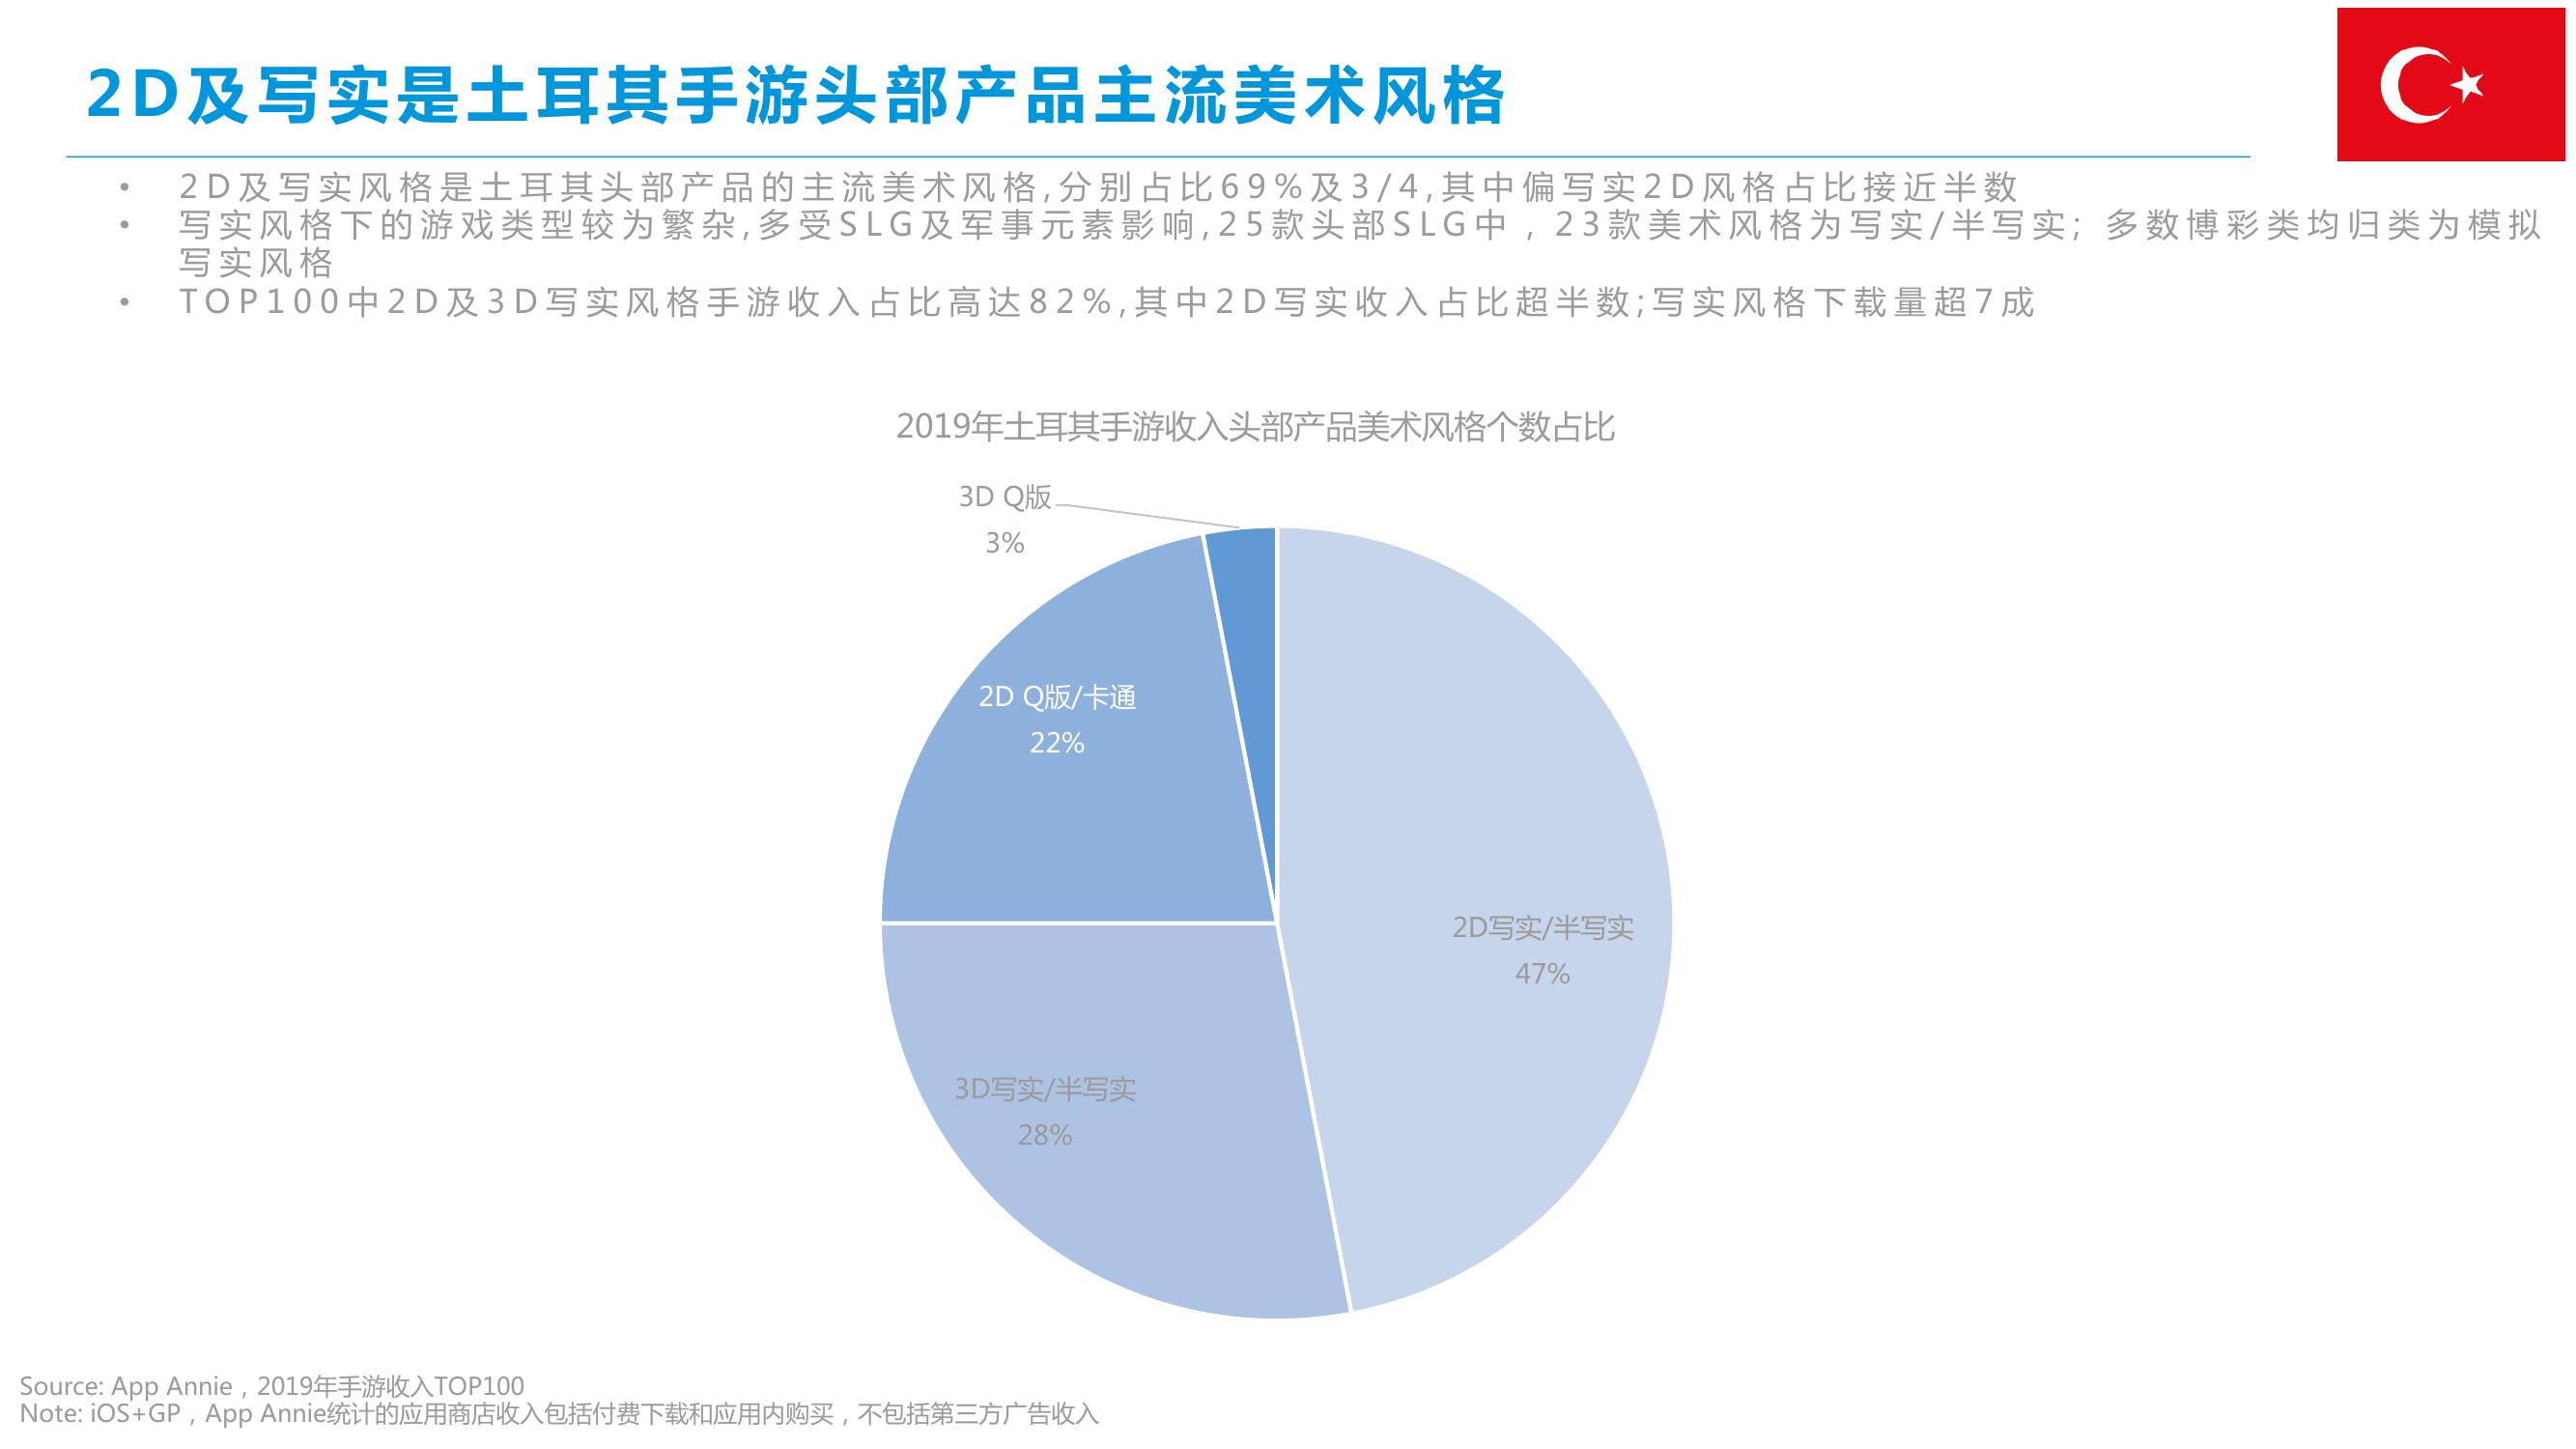 2D及写实是土耳其手游头部产品主流美术风格
• 2D及写实风格是土耳其头部产品的主流美术风格,分别占比69%及3/4,其中偏写实2D风格占比接近半数
• 写实风格下的游戏类型较为繁杂,多受SLG及军事元素影响,25款头部SLG中，23款美术风格为写实/半写实; 多数博彩类均归类为模拟
写实风格
• TOP100中2D及3D写实风格手游收入占比高达82%,其中2D写实收入占比超半数;写实风格下载量超7成
2019年土耳其手游收入头部产品美术风格个数占比
3D Q版
3%
2D Q版/卡通
22%
2D写实/半写实
47%
3D写实/半写实
28%
Source: App Annie，2019年手游收入TOP100
Note: iOS+GP，App Annie统计的应用商店收入包括付费下载和应用内购买，不包括第三方广告收入